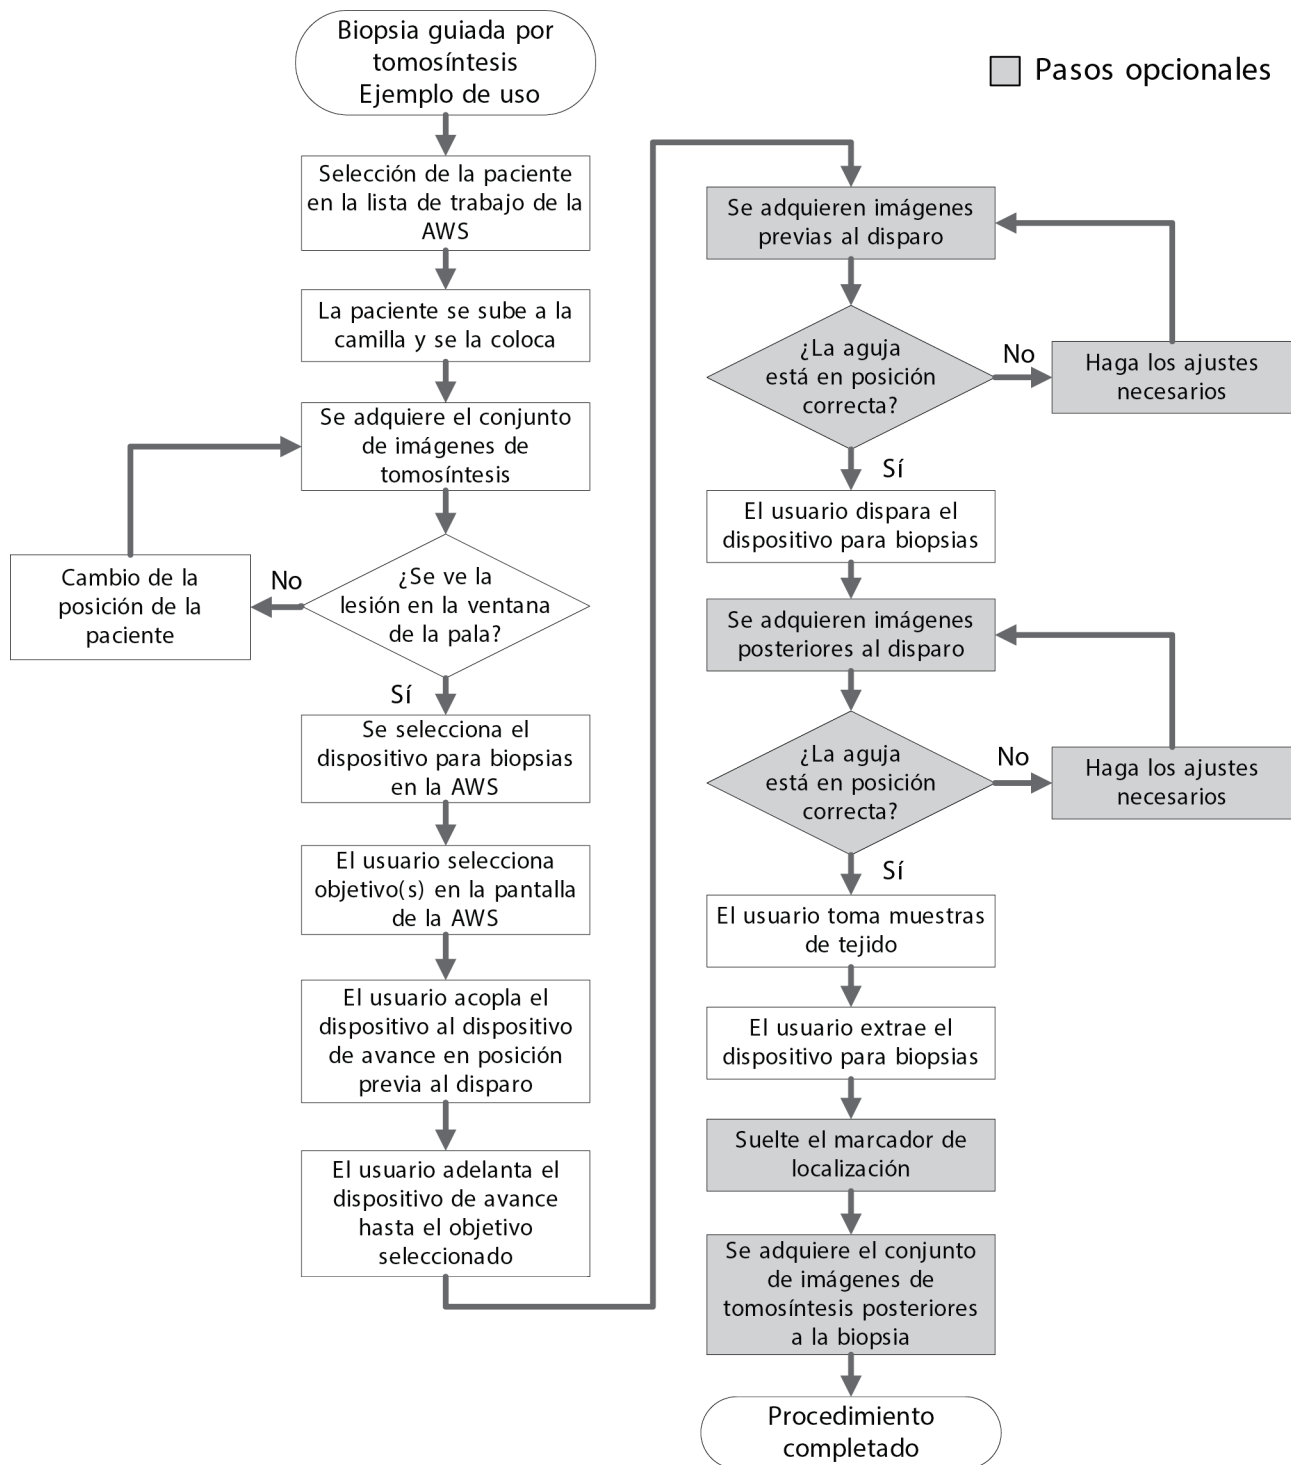 Biopsia guiada por
tomosíntesis
Ejemplo de uso
Pasos opcionales
Selección de la paciente
en la lista de trabajo de la
AWS
La paciente se sube a la
camilla y se la coloca
Se adquiere el conjunto
de imágenes de
tomosíntesis
Cambio de la
posición de la
paciente
No
¿Se ve la
lesión en la ventana
de la pala?
Sí
Se selecciona el
dispositivo para biopsias
en la AWS
El usuario selecciona
objetivo(s) en la pantalla
de la AWS
El usuario acopla el
dispositivo al dispositivo
de avance en posición
previa al disparo
El usuario adelanta el
dispositivo de avance
hasta el objetivo
seleccionado
Se adquieren imágenes
previas al disparo
¿La aguja
está en posición
correcta?
No
Haga los ajustes
necesarios
Sí
El usuario dispara el
dispositivo para biopsias
Se adquieren imágenes
posteriores al disparo
¿La aguja
está en posición
correcta?
No
Haga los ajustes
necesarios
Sí
El usuario toma muestras
de tejido
El usuario extrae el
dispositivo para biopsias
Suelte el marcador de
localización
Se adquiere el conjunto
de imágenes de
tomosíntesis posteriores
a la biopsia
Procedimiento
completado